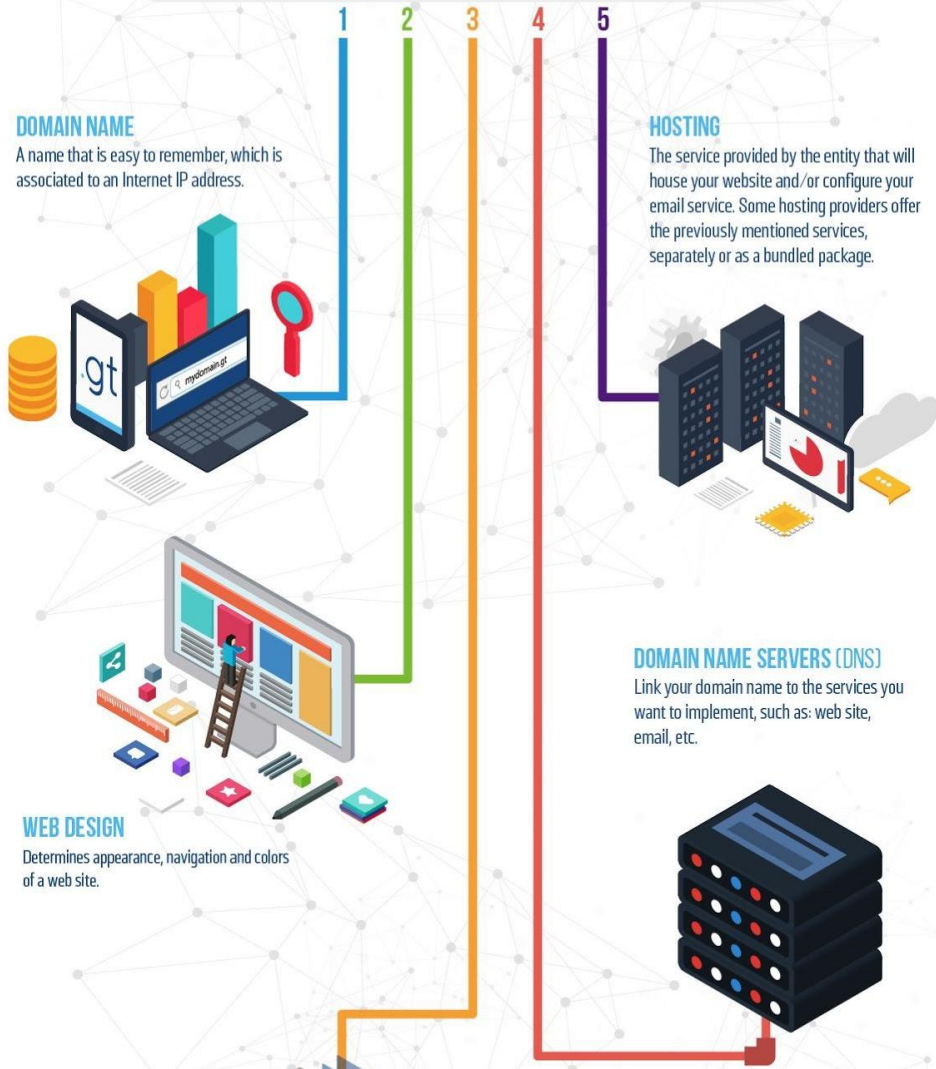 1 2 3 4 5
DOMAIN NAME
A name that is easy to remember, which is
associated to an Internet IP address.
.gt
mydomain.gt
HOSTING
The service provided by the entity that will
house your website and/or configure your
email service. Some hosting providers offer
the previously mentioned services,
separately or as a bundled package.
WEB DESIGN
Determines appearance, navigation and colors
of a web site.
DOMAIN NAME SERVERS (DNS)
Link your domain name to the services you
want to implement, such as: web site,
email, etc.